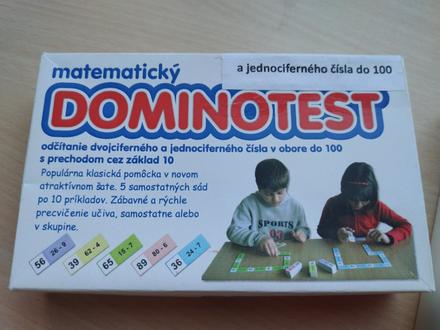 matematický
a jednociferného čísla do 100
DOMINOTEST
odčítanie dvojciferného a jednociferného čísla v obore do 100
s prechodom cez základ 10
Populárna klasická pomôcka v novom
atraktívnom šate. 5 samostatných sád
po 10 príkladov. Zábavné a rýchle
precvičenie učiva, samostatne alebo
v skupine.
SPORTS
56 26 - 9
39 62 - 4
65 15 - 7
89 80 - 6
36 24 - 7